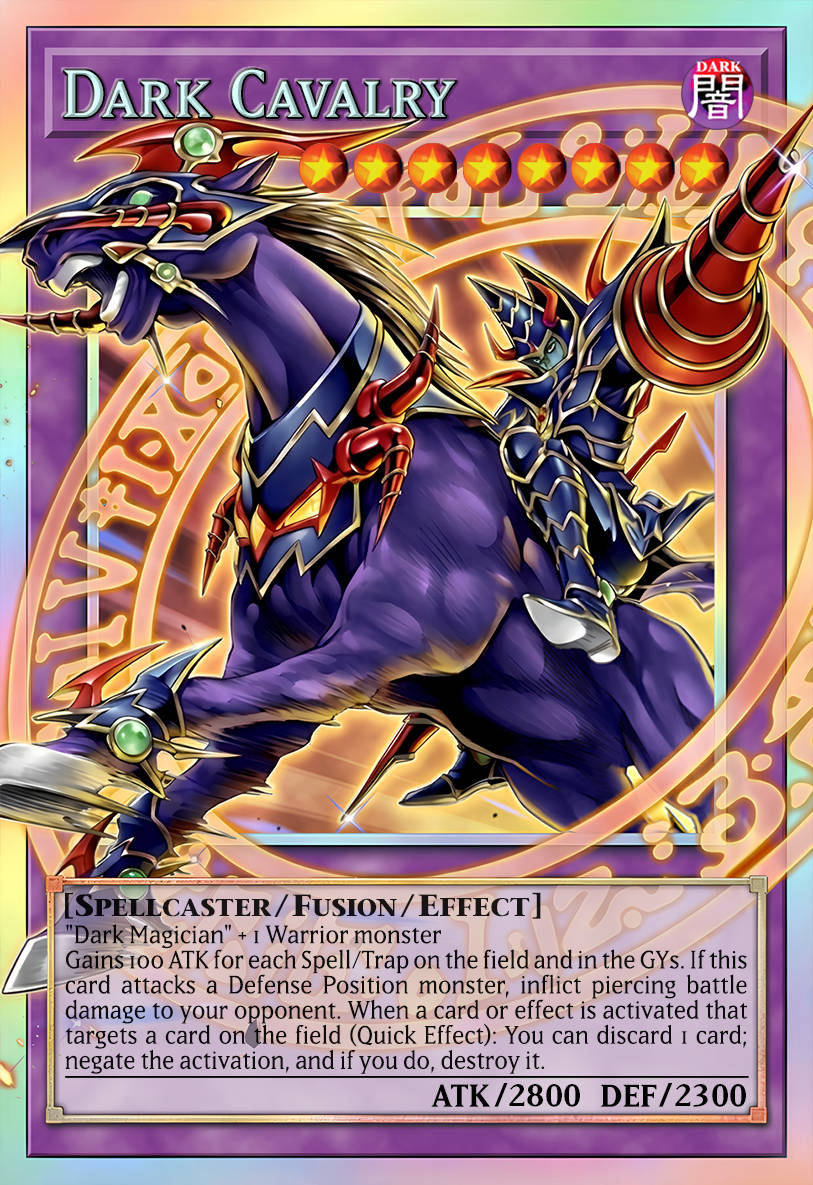 DARK CAVALRY
DARK
闇
[SPELLCASTER/FUSION/EFFECT]
"Dark Magician" + 1 Warrior monster
Gains 100 ATK for each Spell/Trap on the field and in the GYs. If this
card attacks a Defense Position monster, inflict piercing battle
damage to your opponent. When a card or effect is activated that
targets a card on the field (Quick Effect): You can discard 1 card;
negate the activation, and if you do, destroy it.
ATK/2800 DEF/2300